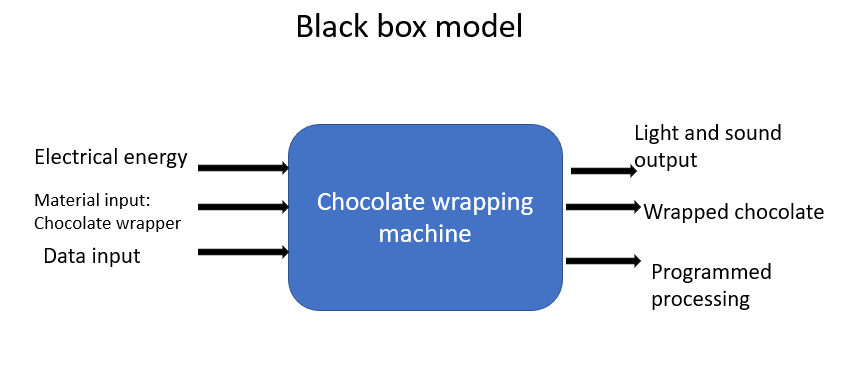 Black box model
Electrical energy
Material input:
Chocolate wrapper
Data input
Chocolate wrapping
machine
Light and sound
output
Wrapped chocolate
Programmed
processing